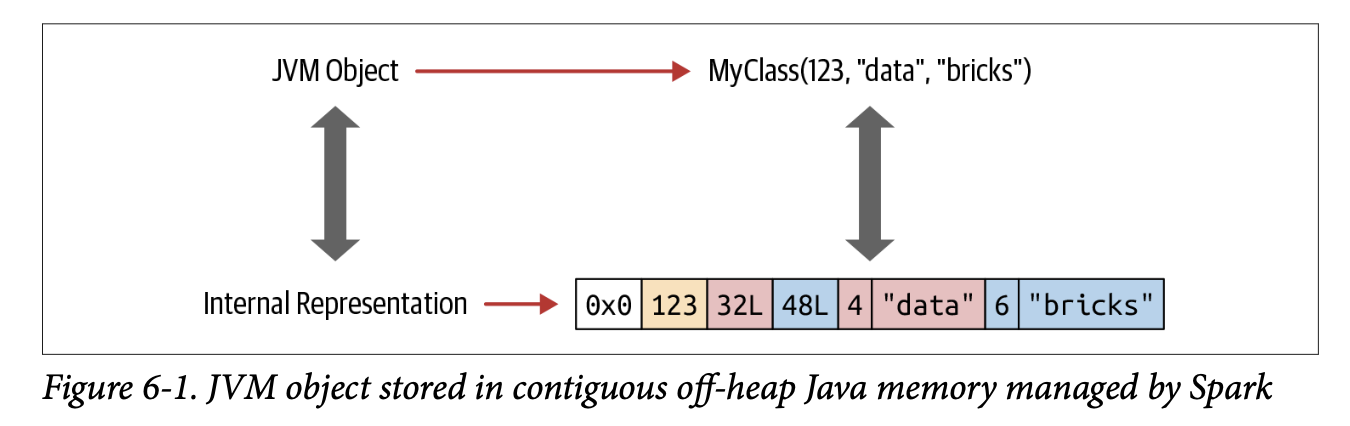 JVM Object MyClass(123, "data", "bricks")
Internal Representation 0x0 123 32L 48L 4 "data" 6 "bricks"
Figure 6-1. JVM object stored in contiguous off-heap Java memory managed by Spark